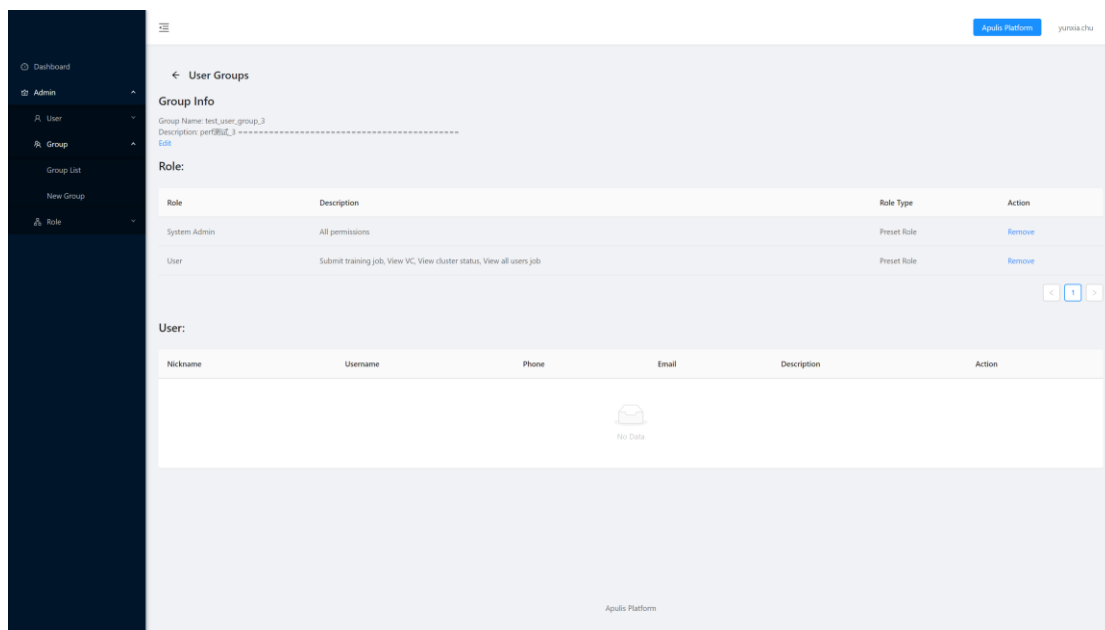 Apulis Platform yunxia.chu
Dashboard
Admin
User
Group
Group List
New Group
Role
← User Groups
Group Info
Group Name: test_user_group_3
Description: perf测试_3 ==========================================
Edit
Role:
Role Description Role Type Action
System Admin All permissions Preset Role Remove
User Submit training job, View VC, View cluster status, View all users job Preset Role Remove
< 1 >
User:
Nickname Username Phone Email Description Action
No Data
Apulis Platform